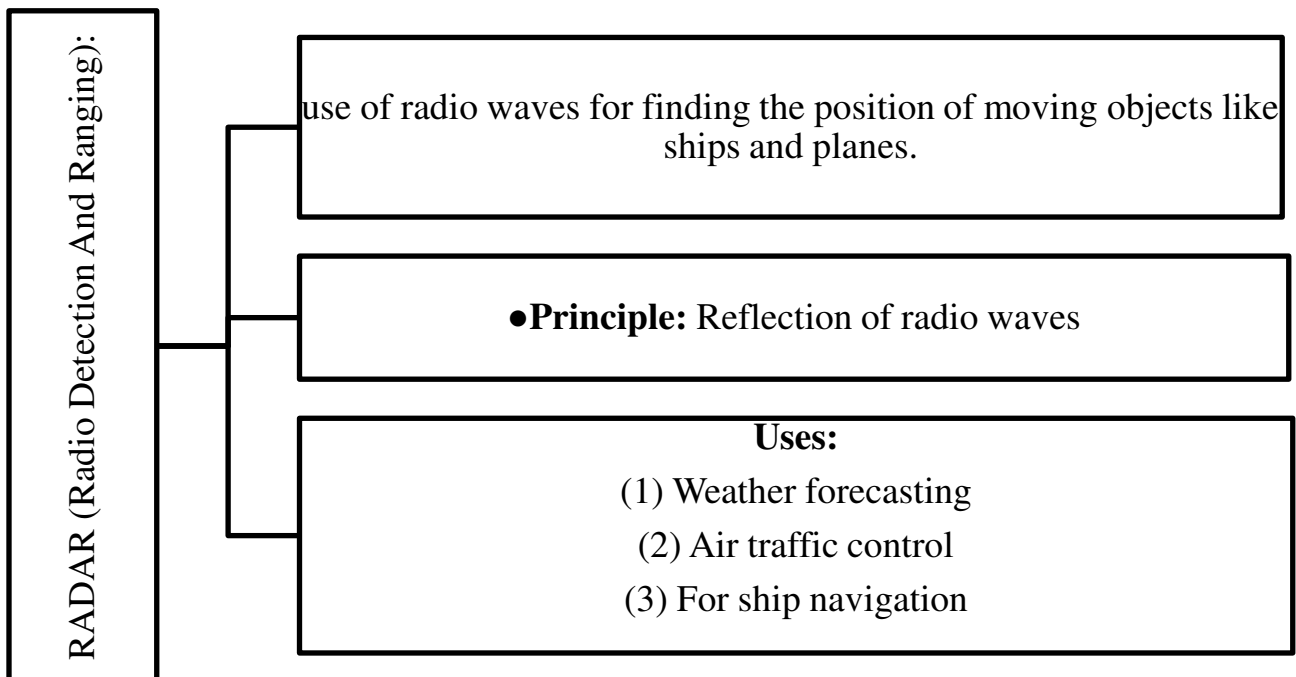 RADAR (Radio Detection And Ranging):
use of radio waves for finding the position of moving objects like
ships and planes.
●Principle: Reflection of radio waves
Uses:
(1) Weather forecasting
(2) Air traffic control
(3) For ship navigation